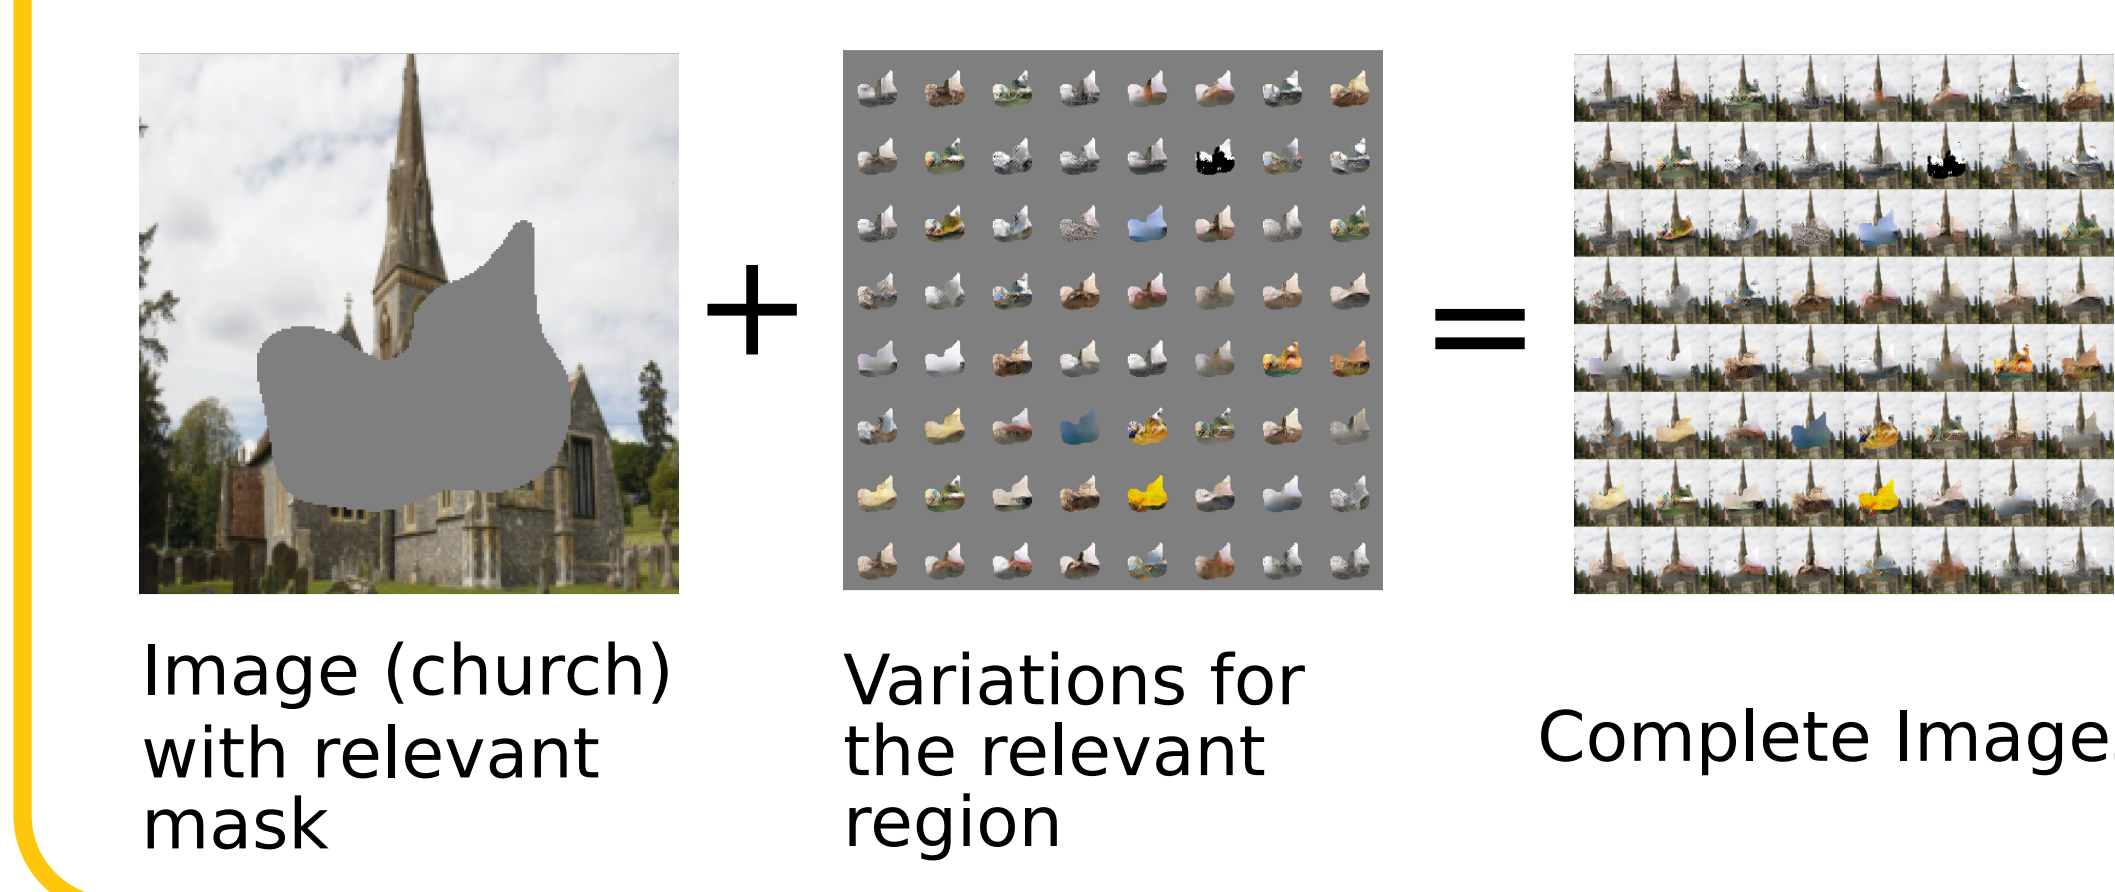 +
=
Image (church)
with relevant
mask
Variations for
the relevant
region
Complete Image